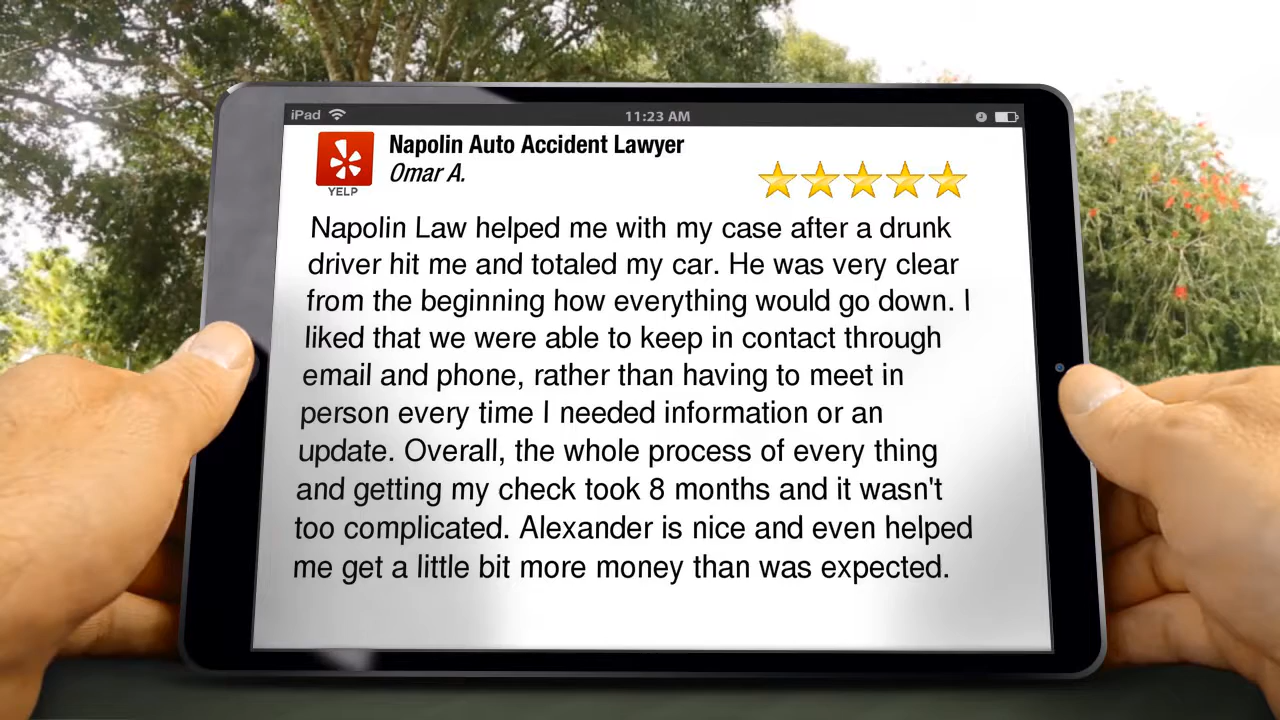 iPad 11:23 AM
Napolin Auto Accident Lawyer
Omar A.
YELP
Napolin Law helped me with my case after a drunk
driver hit me and totaled my car. He was very clear
from the beginning how everything would go down. I
liked that we were able to keep in contact through
email and phone, rather than having to meet in
person every time I needed information or an
update. Overall, the whole process of every thing
and getting my check took 8 months and it wasn't
too complicated. Alexander is nice and even helped
me get a little bit more money than was expected.